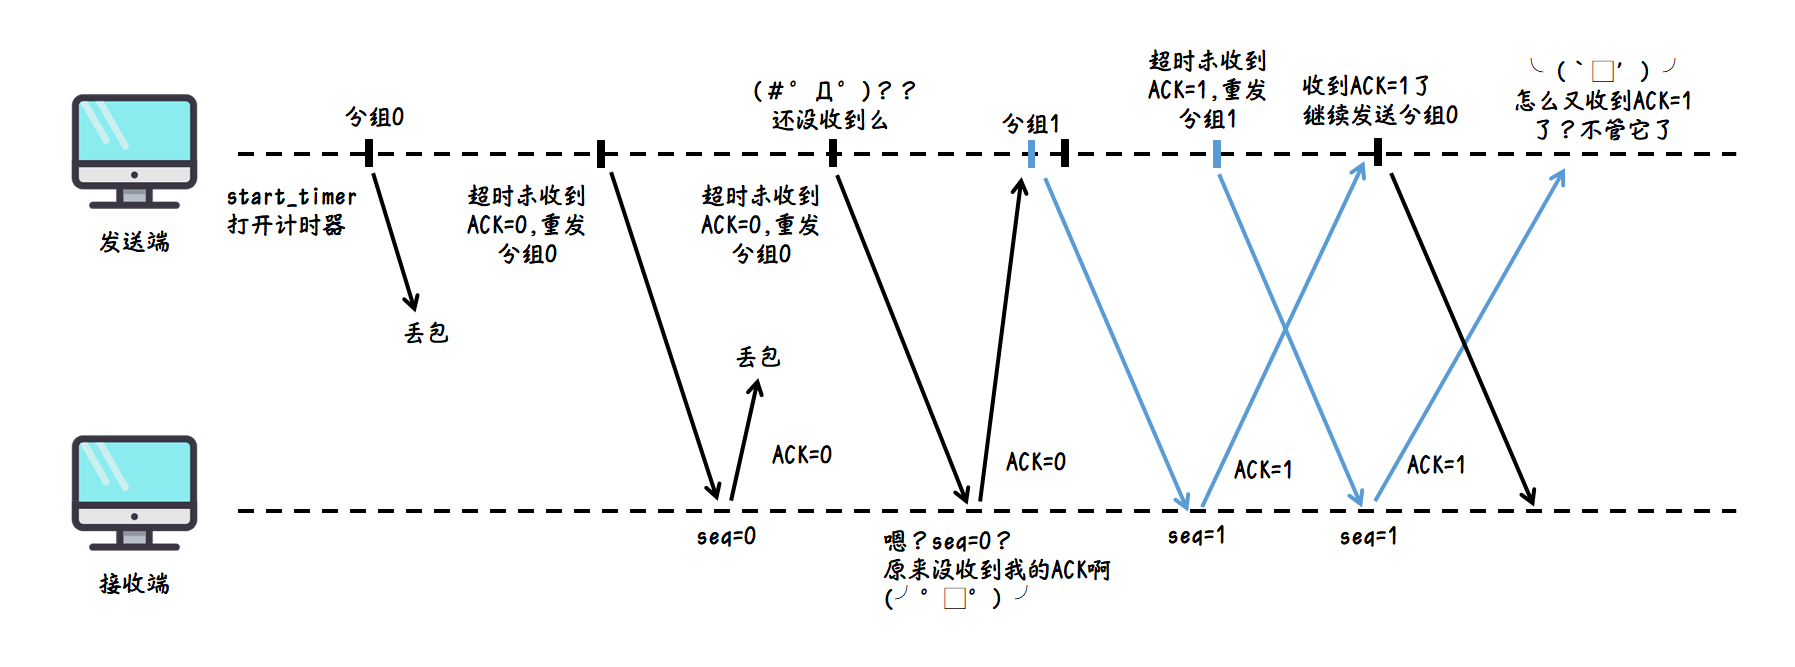 分组0
start_timer
打开计时器
发送端
丢包
超时未收到
ACK=0,重发
分组0
(#°Д°)??
还没收到么
超时未收到
ACK=0,重发
分组0
丢包
ACK=0
seq=0
分组1
ACK=0
嗯？seq=0？
原来没收到我的ACK啊
(╯°□°）╯
超时未收到
ACK=1,重发
分组1
收到ACK=1了
继续发送分组0
╰（‵□′）╯
怎么又收到ACK=1
了？不管它了
ACK=1
seq=1
ACK=1
seq=1
接收端